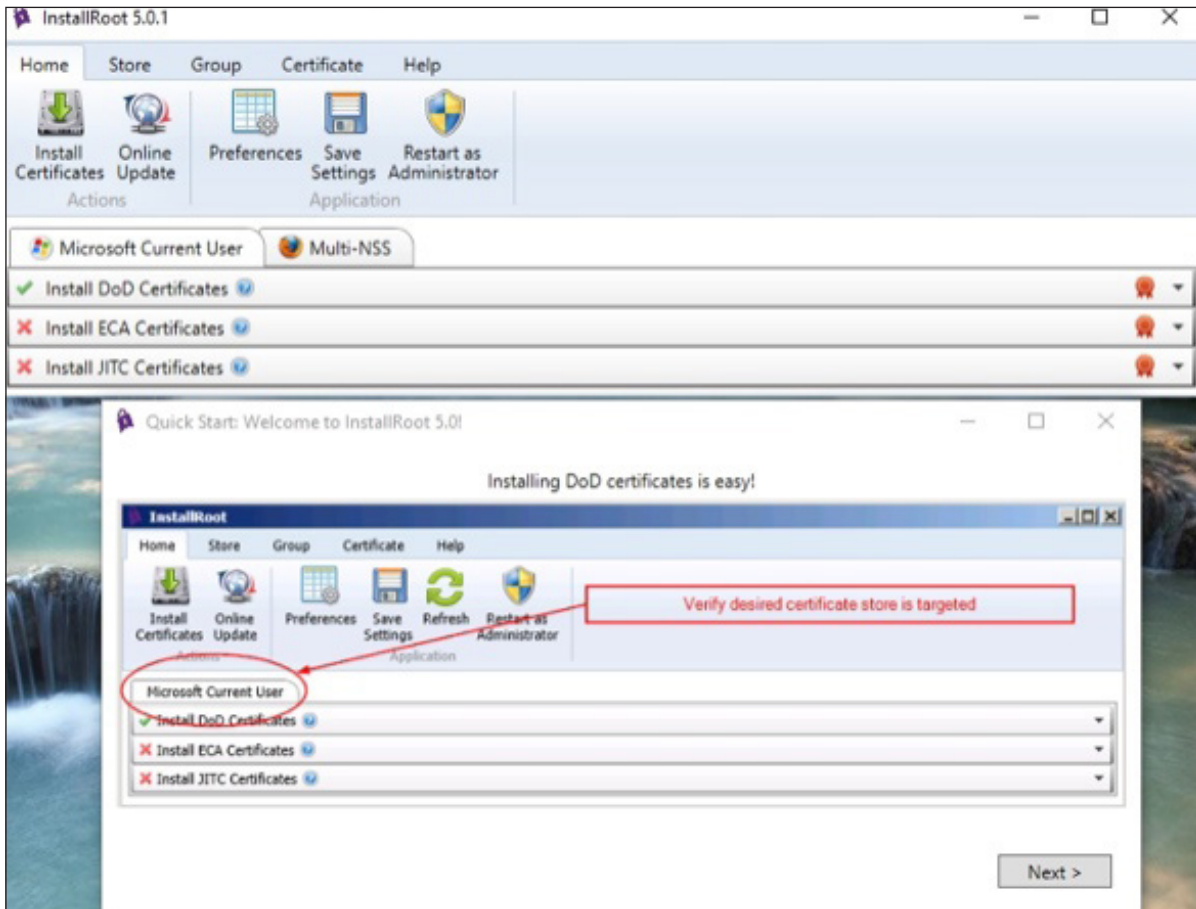 InstallRoot 5.0.1
Home Store Group Certificate Help
Install Certificates Online Update Preferences Save Settings Restart as Administrator
Actions Application
Microsoft Current User Multi-NSS
Install DoD Certificates
Install ECA Certificates
Install JITC Certificates
Quick Start: Welcome to InstallRoot 5.0!
Installing DoD certificates is easy!
InstallRoot
Home Store Group Certificate Help
Install Certificates Online Update Preferences Save Settings Refresh Restart as Administrator
Verify desired certificate store is targeted
Actions Application
Microsoft Current User
Install DoD Certificates
Install ECA Certificates
Install JITC Certificates
Next >